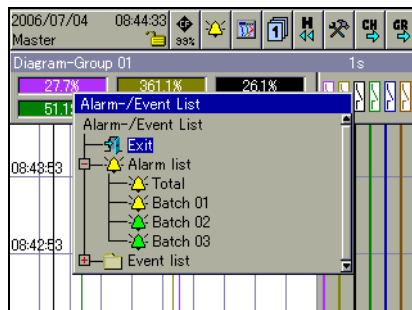 2006/07/04 08:44:33 33% H CH GR
Master
Diagram-Group 01 1s
27.7% 361.1% 26.1%
51.1
Alarm-/Event List
Alarm-/Event List
Exit
Alarm list
Total
Batch 01
Batch 02
Batch 03
Event list
08:43:53
08:42:53